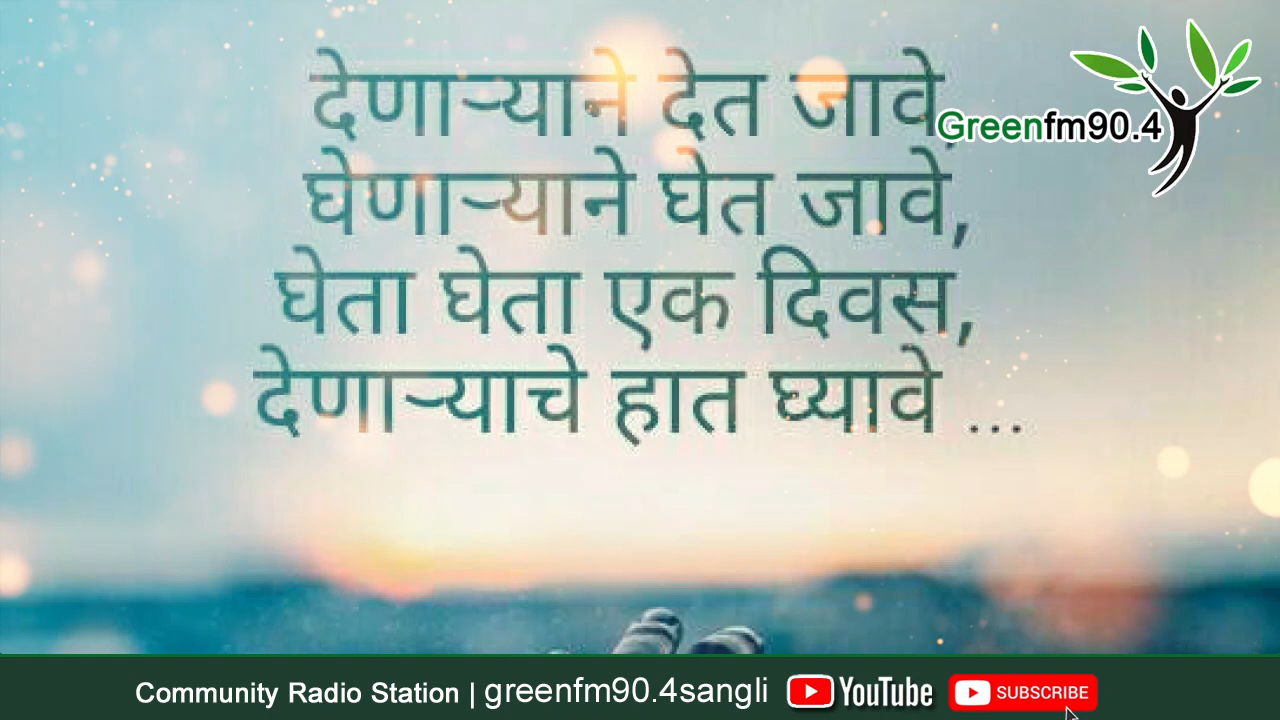 देणाऱ्याने देत जावे,
Greenfm90.4
घेणाऱ्याने घेत जावे,
घेता घेता एक दिवस,
देणाऱ्याचे हात घ्यावे ...
Community Radio Station | greenfm90.4sangli YouTube SUBSCRIBE